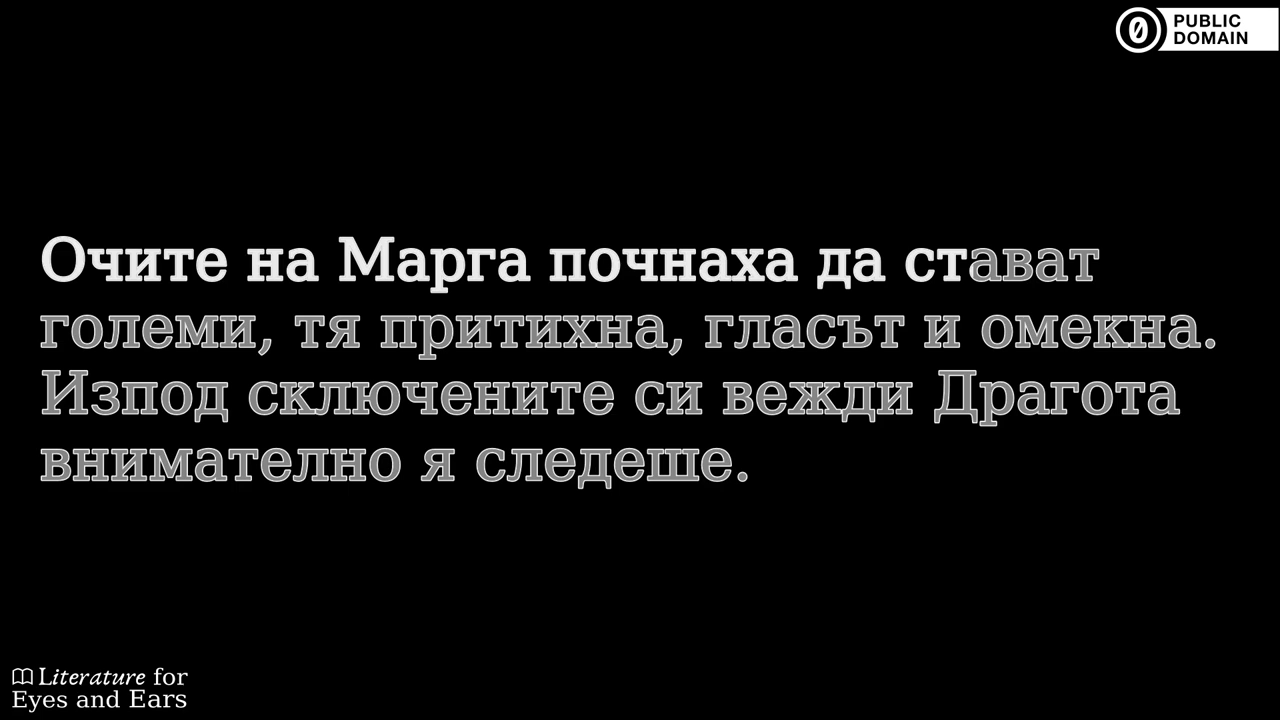 PUBLIC
DOMAIN
Очите на Марга почнаха да стават
големи, тя притихна, гласът и омекна.
Изпод сключените си вежди Драгота
внимателно я следеше.
Literature for
Eyes and Ears